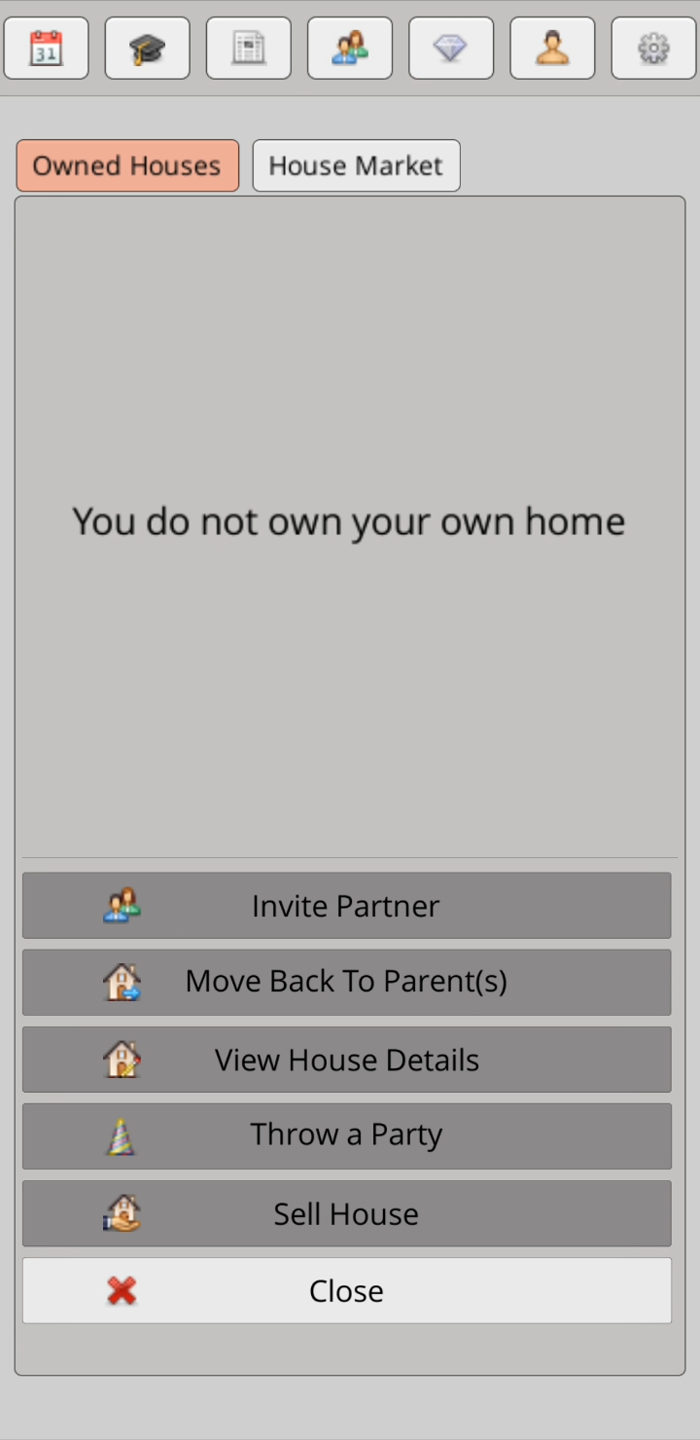 31
Owned Houses
House Market
You do not own your own home
Invite Partner
Move Back To Parent(s)
View House Details
Throw a Party
Sell House
Close